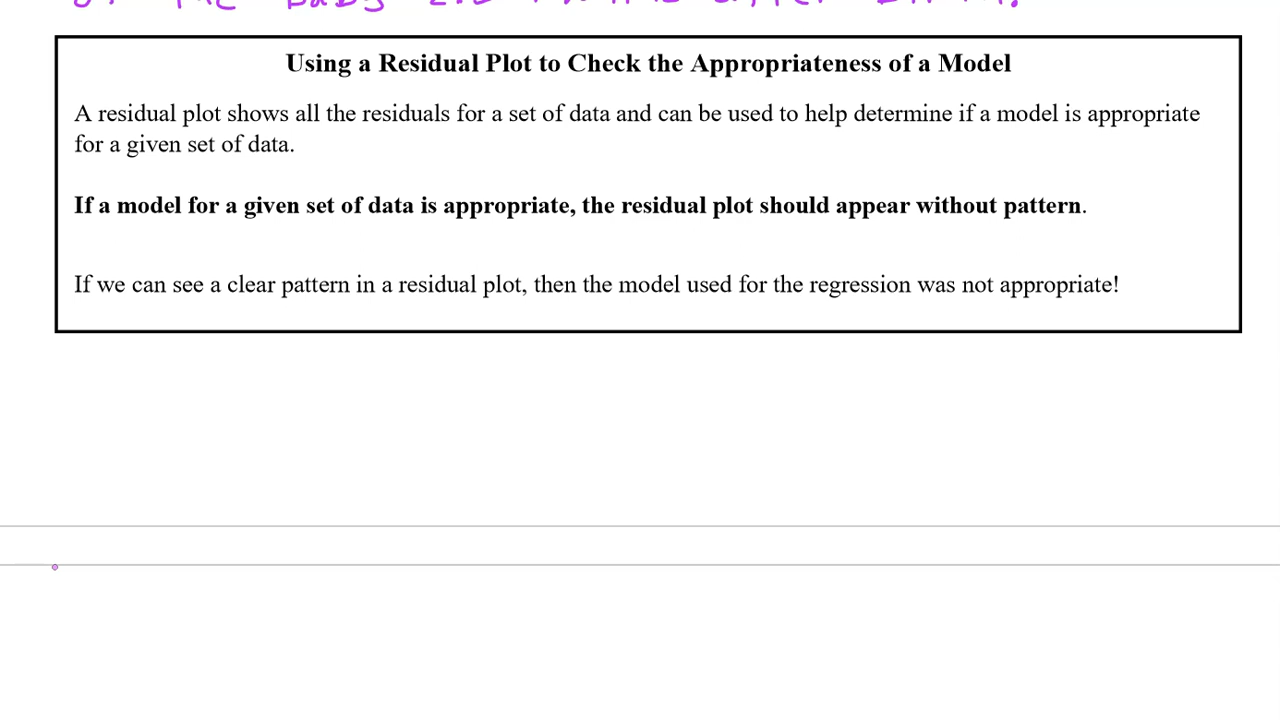 Using a Residual Plot to Check the Appropriateness of a Model
A residual plot shows all the residuals for a set of data and can be used to help determine if a model is appropriate
for a given set of data.
If a model for a given set of data is appropriate, the residual plot should appear without pattern.
If we can see a clear pattern in a residual plot, then the model used for the regression was not appropriate!